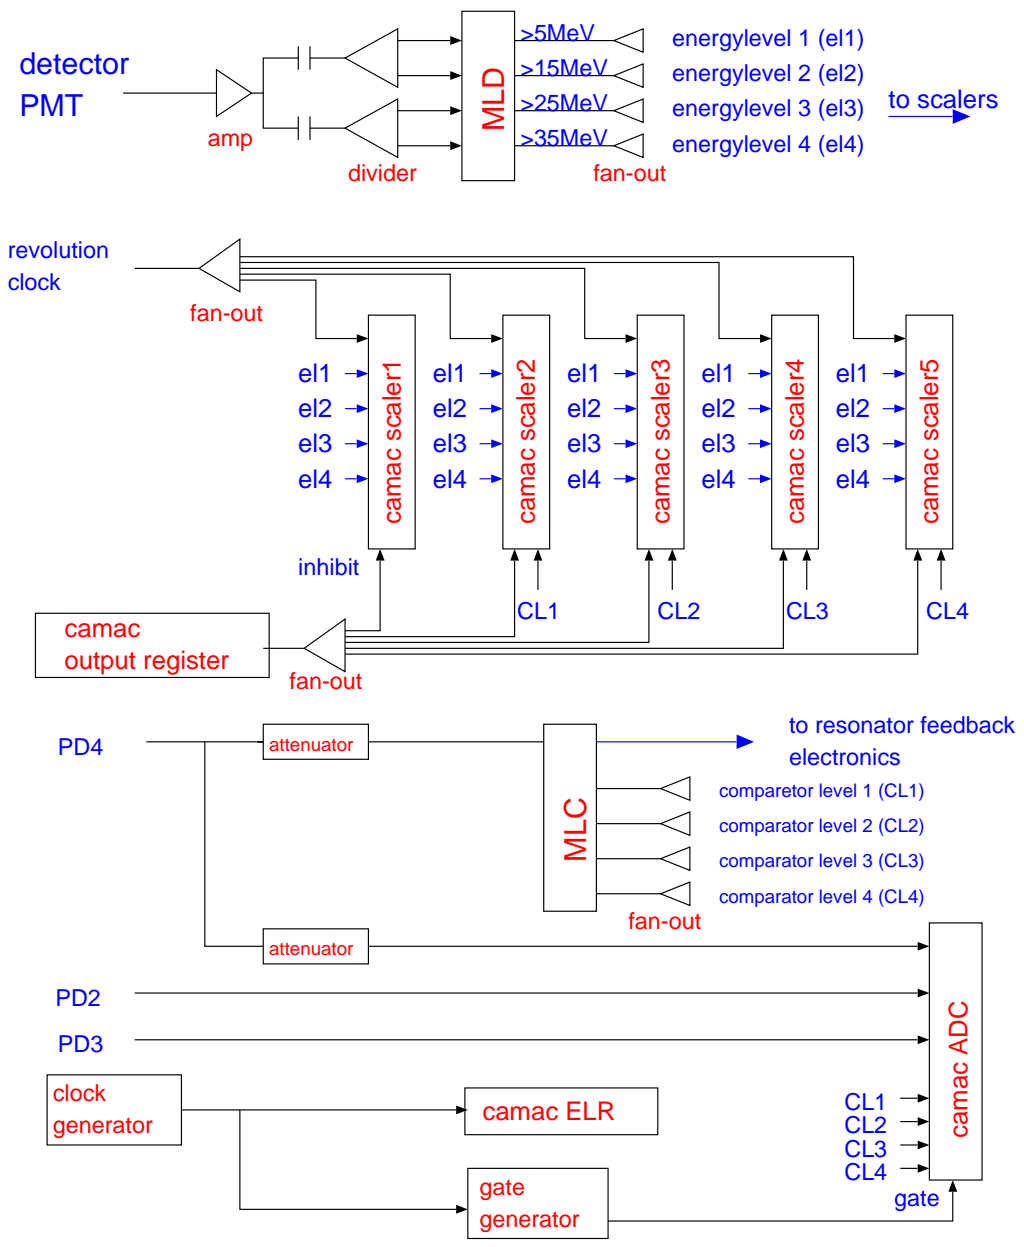 detector
PMT
amp
divider
MLD
>5MeV
>15MeV
>25MeV
>35MeV
fan-out
energylevel 1 (el1)
energylevel 2 (el2)
energylevel 3 (el3)
energylevel 4 (el4)
to scalers
revolution
clock
fan-out
el1
el2
el3
el4
camac scaler1
el1
el2
el3
el4
camac scaler2
el1
el2
el3
el4
camac scaler3
el1
el2
el3
el4
camac scaler4
el1
el2
el3
el4
camac scaler5
inhibit
CL1
CL2
CL3
CL4
camac
output register
fan-out
PD4
attenuator
MLC
to resonator feedback
electronics
comparetor level 1 (CL1)
comparator level 2 (CL2)
comparator level 3 (CL3)
comparator level 4 (CL4)
fan-out
attenuator
PD2
PD3
camac ADC
clock
generator
camac ELR
CL1
CL2
CL3
CL4
gate
gate
generator